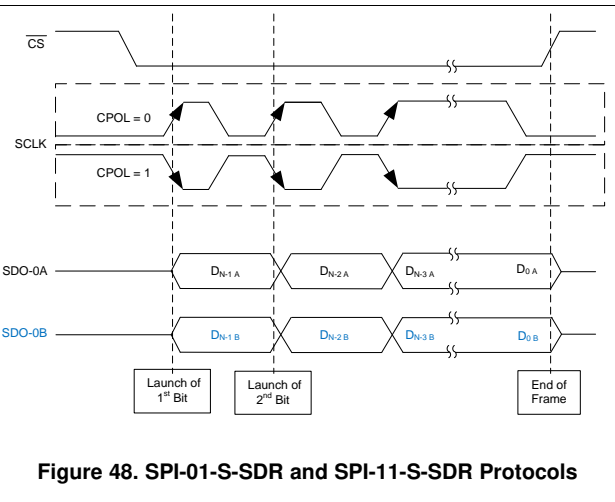 CS
CPOL = 0
SCLK
CPOL = 1
SDO-0A
DN-1 A
DN-2 A
DN-3 A
D0 A
SDO-0B
DN-1 B
DN-2 B
DN-3 B
D0 B
Launch of
1st Bit
Launch of
2nd Bit
End of
Frame
Figure 48. SPI-01-S-SDR and SPI-11-S-SDR Protocols